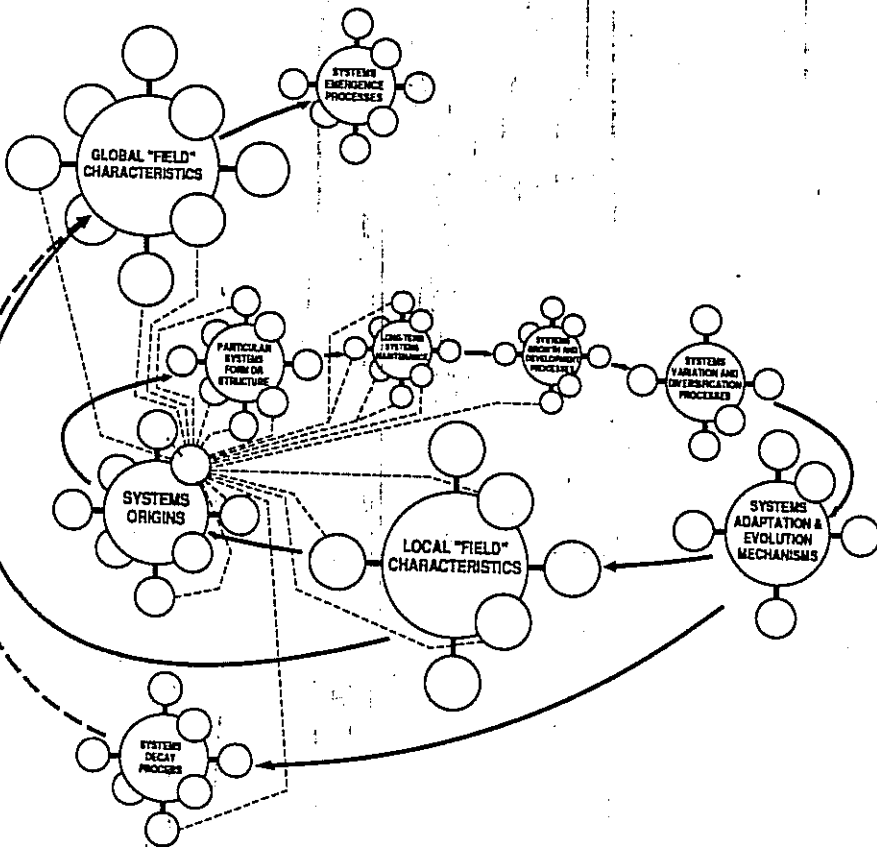 SYSTEMS
EMERGENCE
PROCESSES
GLOBAL "FIELD"
CHARACTERISTICS
PARTICULAR
SYSTEMS
FORM OR
STRUCTURE
LONG-TERM
SYSTEMS
MAINTENANCE
SYSTEMS
GROWTH AND
DEVELOPMENT
PROCESSES
SYSTEMS
VARIATION AND
DIVERSIFICATION
PROCESSES
SYSTEMS
ORIGINS
LOCAL "FIELD"
CHARACTERISTICS
SYSTEMS
ADAPTATION &
EVOLUTION
MECHANISMS
SYSTEMS
DECAY
PROCESS